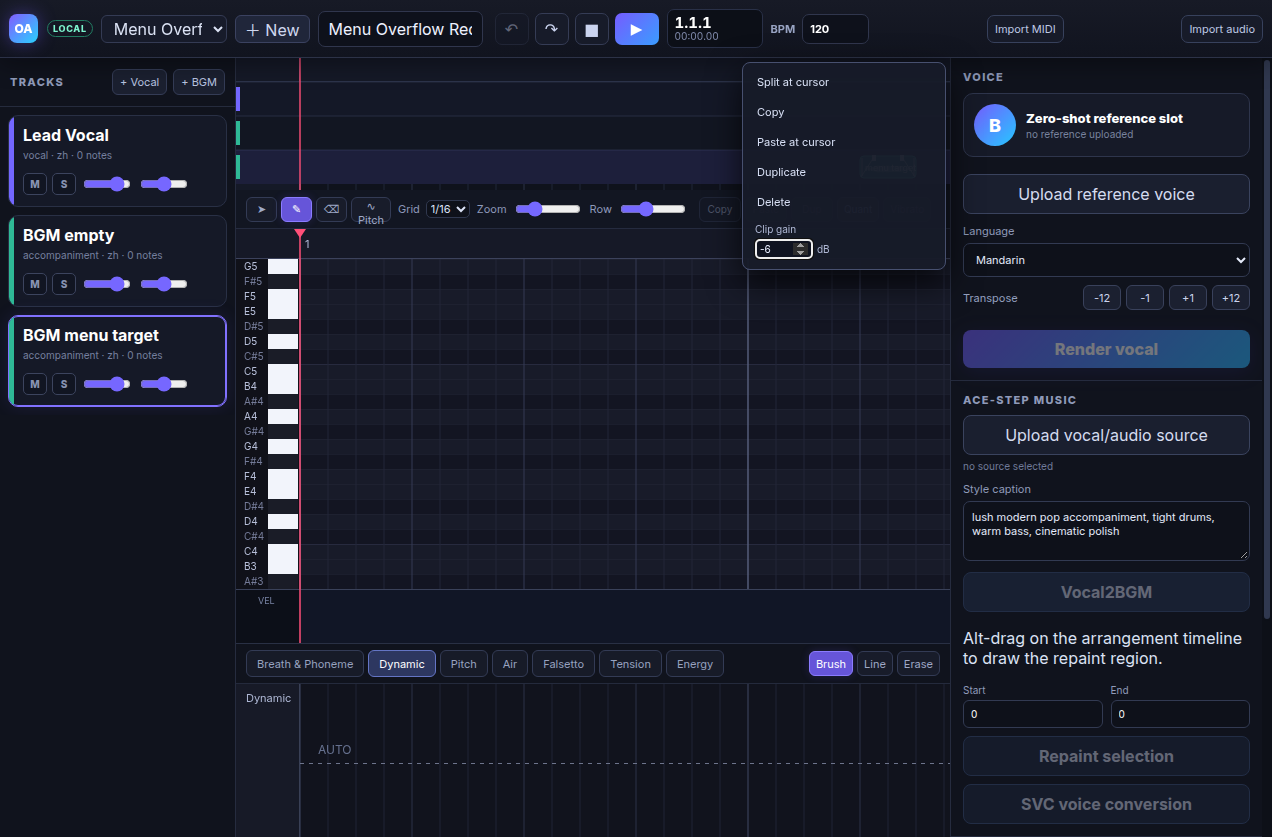 OA LOCAL Menu Overf + New Menu Overflow Rec 1.1.1 BPM 120 Import MIDI Import audio
00:00.00
TRACKS + Vocal + BGM
Lead Vocal
vocal · zh · 0 notes
M S
BGM empty
accompaniment · zh · 0 notes
M S
BGM menu target
accompaniment · zh · 0 notes
M S
Split at cursor
Copy
Paste at cursor
Duplicate
Delete
Clip gain
-6 dB
Pitch Grid 1/16 Zoom Row Copy
1
G5
F#5
F5
E5
D#5
D5
C#5
C5
B4
A#4
A4
G#4
G4
F#4
F4
E4
D#4
D4
C#4
C4
B3
A#3
VEL
Breath & Phoneme Dynamic Pitch Air Falsetto Tension Energy Brush Line Erase
Dynamic
AUTO
VOICE
B Zero-shot reference slot
no reference uploaded
Upload reference voice
Language
Mandarin
Transpose -12 -1 +1 +12
Render vocal
ACE-STEP MUSIC
Upload vocal/audio source
no source selected
Style caption
lush modern pop accompaniment, tight drums,
warm bass, cinematic polish
Vocal2BGM
Alt-drag on the arrangement timeline
to draw the repaint region.
Start End
0 0
Repaint selection
SVC voice conversion